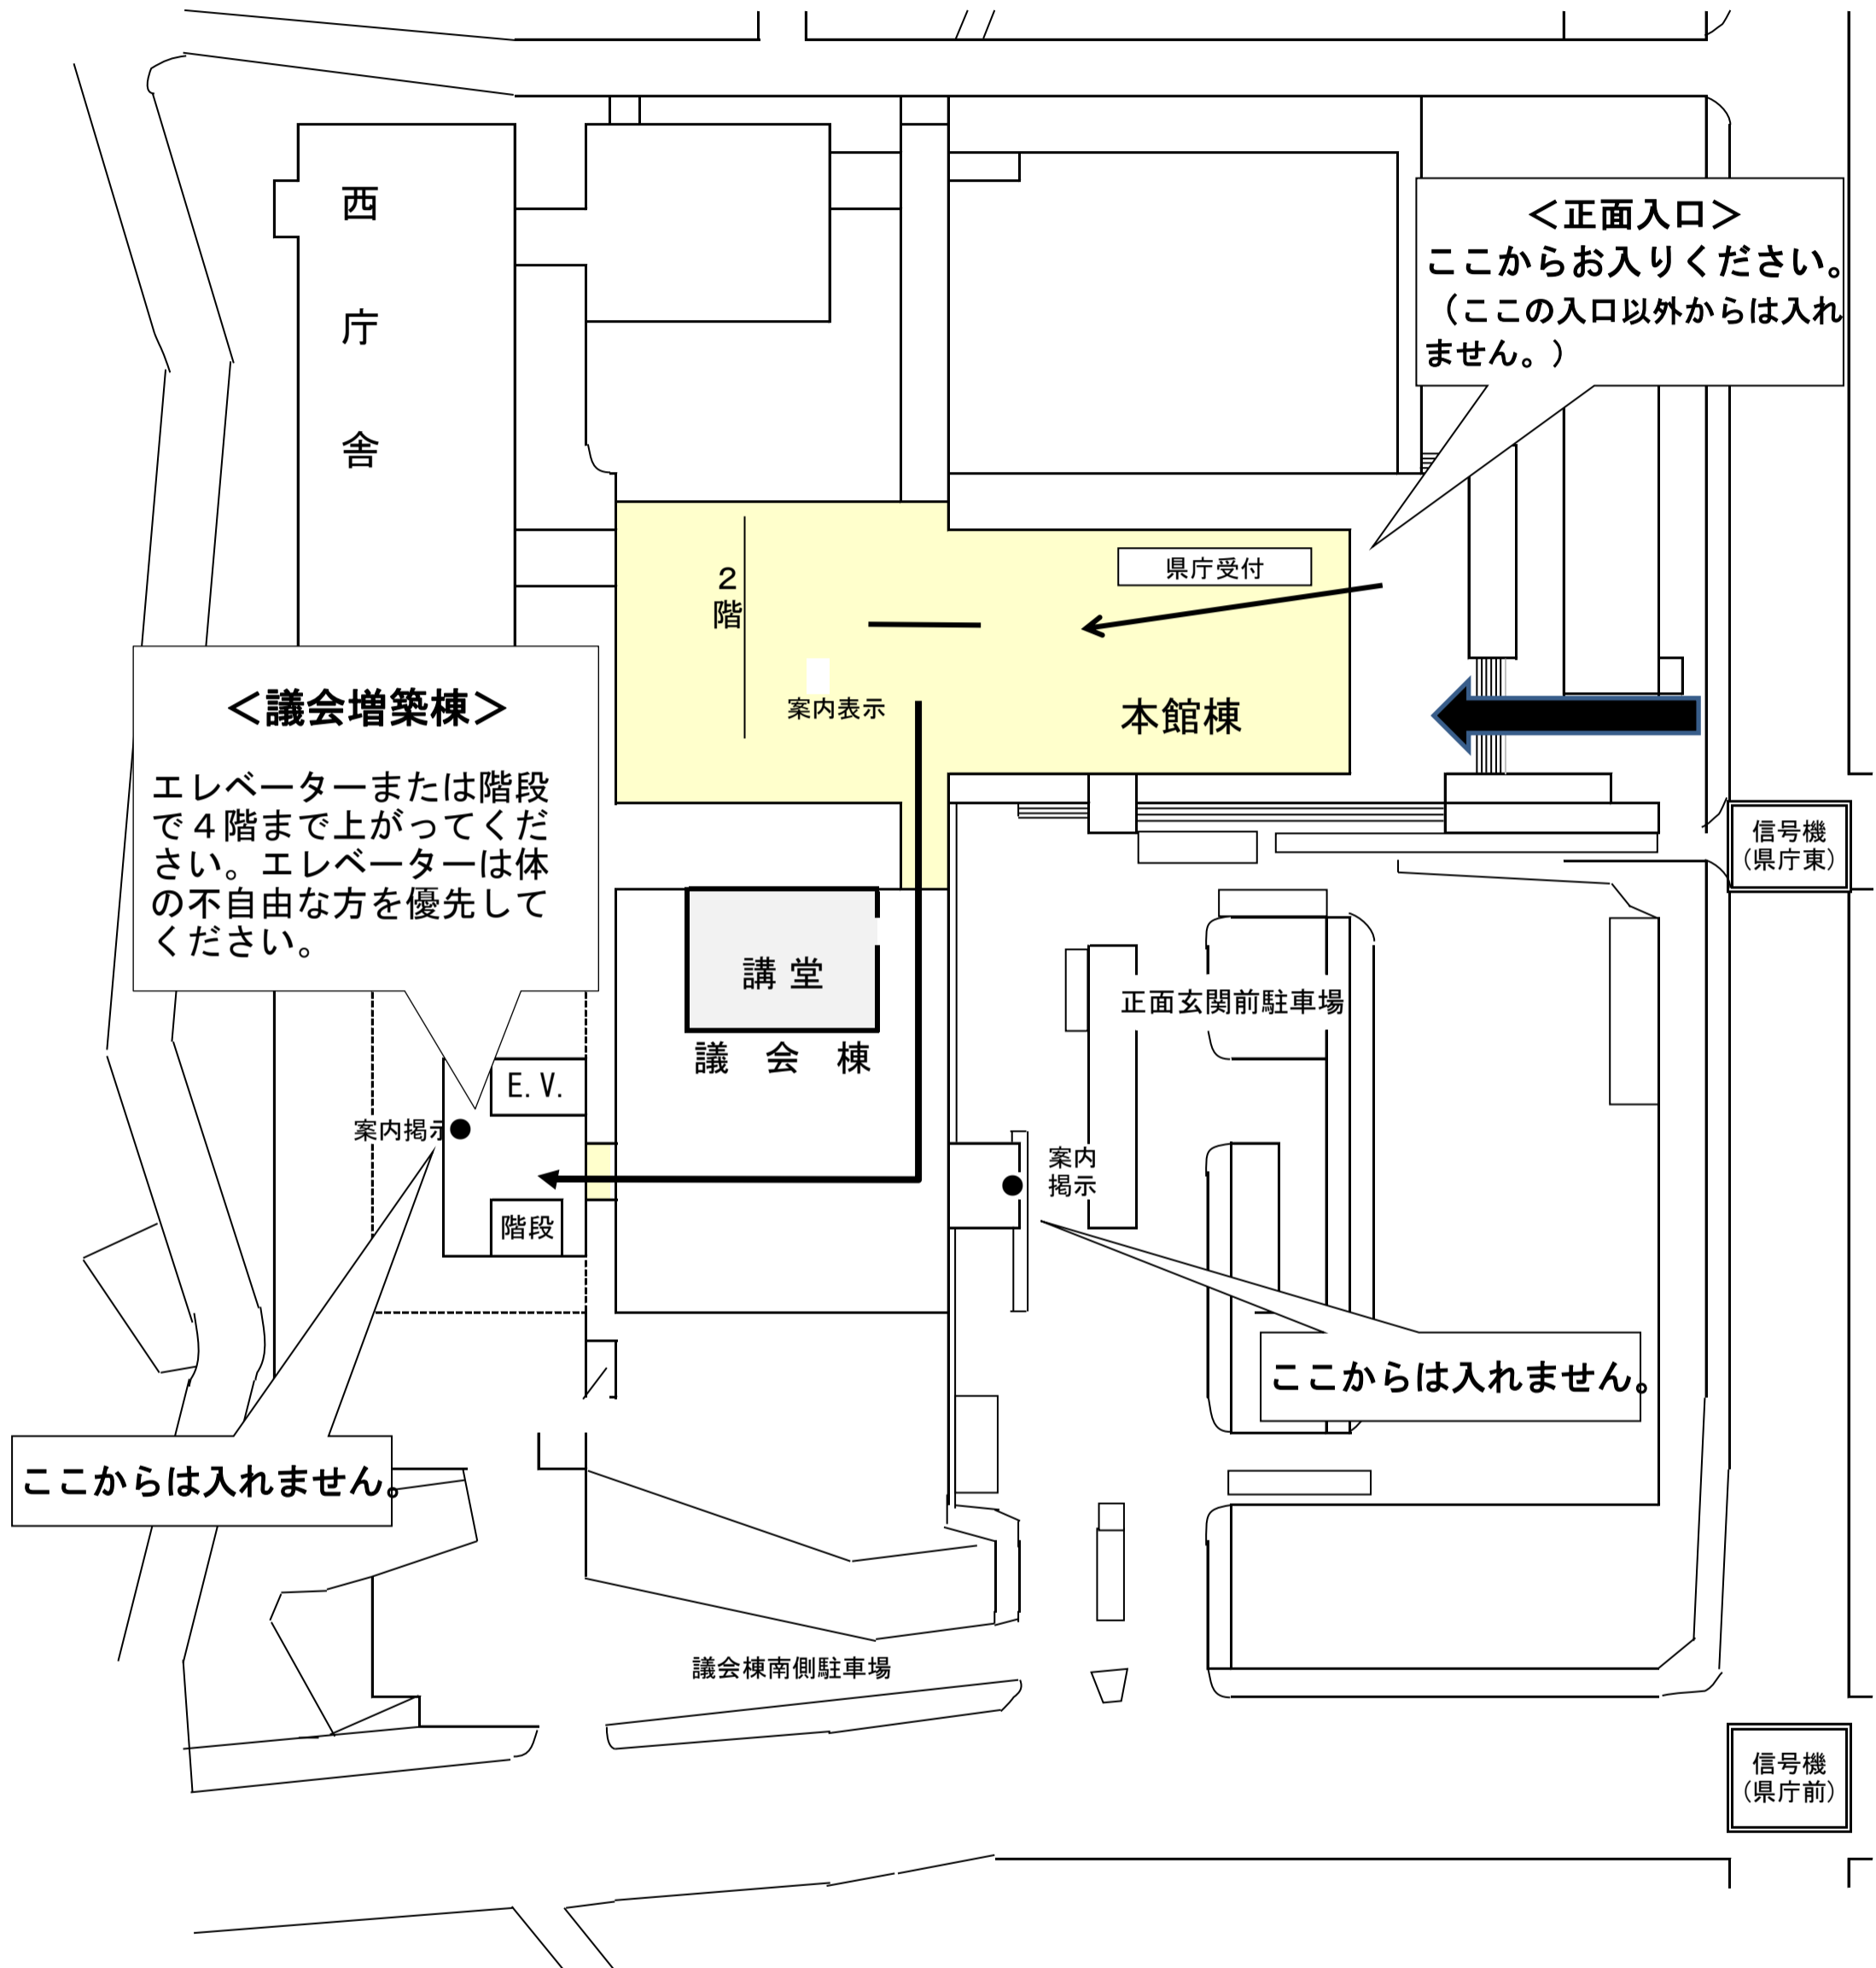 西
庁
舎
＜正面入口＞
ここからお入りください。
（ここの入口以外からは入れ
ません。）
県庁受付
２
階
案内表示
本館棟
＜議会増築棟＞
エレベーターまたは階段
で４階まで上がってくだ
さい。エレベーターは体
の不自由な方を優先して
ください。
信号機
（県庁東）
講 堂
議　会　棟
正面玄関前駐車場
E.V.
案内掲示
案内
掲示
階段
ここからは入れません。
ここからは入れません。
議会棟南側駐車場
信号機
（県庁前）